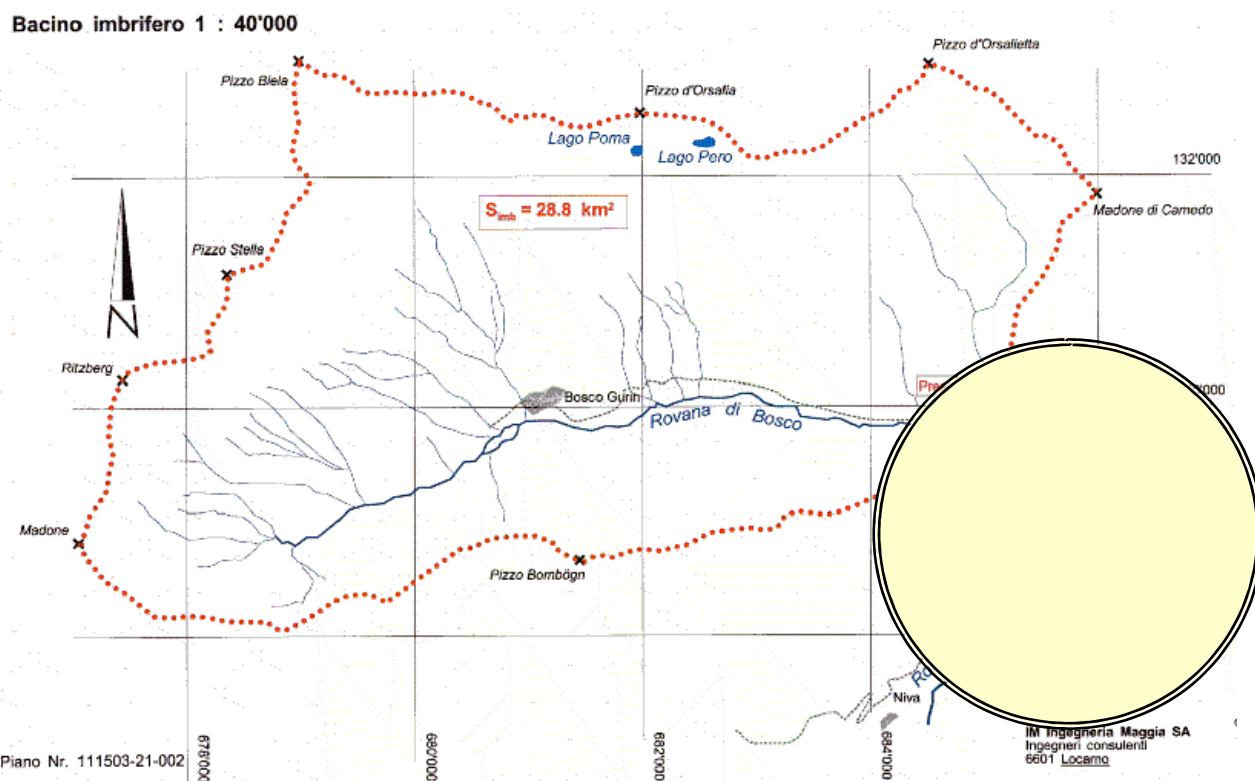 Bacino imbrifero 1 : 40'000
Pizzo d'Orsalietta
Pizzo Biela
Pizzo d'Orsalia
Lago Poma
Lago Pero
132'000
S imb = 28.8 km²
Madone di Camedo
Pizzo Stella
N
Ritzberg
Pre
'000
Bosco Gurin
Rovana di Bosco
Madone
Pizzo Bombögn
Niva
IM Ingegneria Maggia SA
Ingegneri consulenti
6601 Locarno
Piano Nr. 111503-21-002
678'000
680'000
682'000
684'000